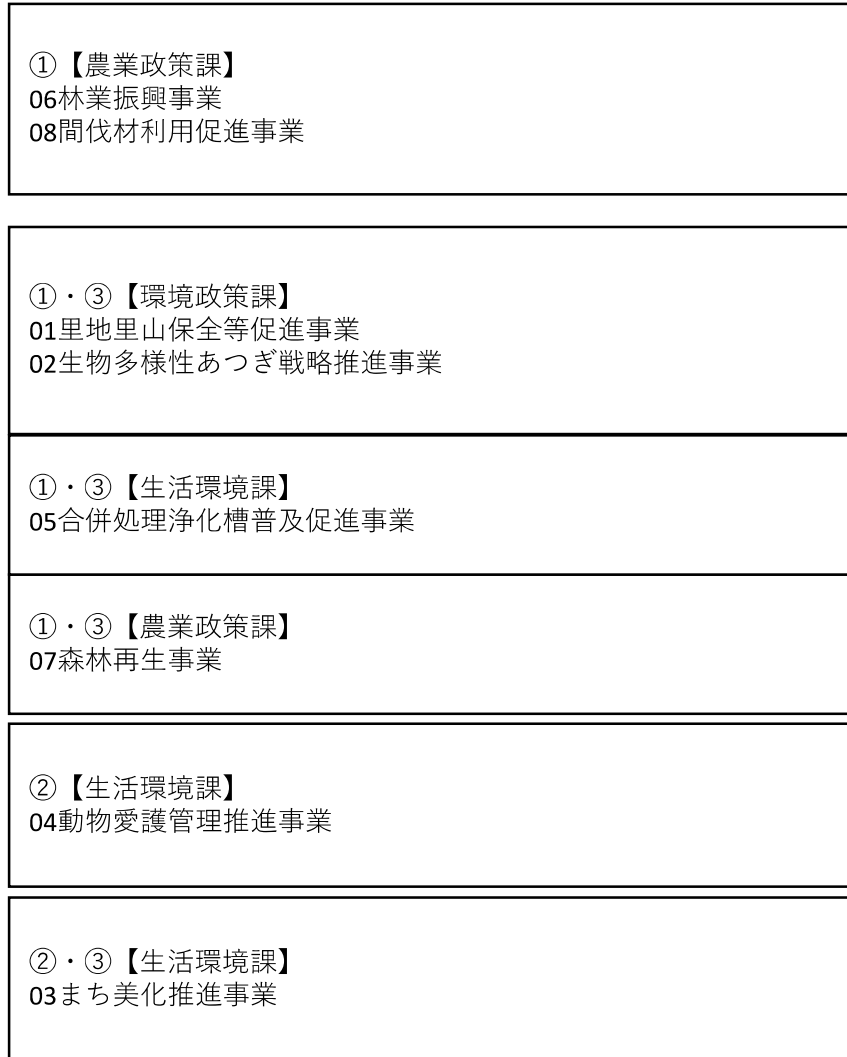 ①【農業政策課】
06林業振興事業
08間伐材利用促進事業
①・③【環境政策課】
01里地里山保全等促進事業
02生物多様性あつぎ戦略推進事業
①・③【生活環境課】
05合併処理浄化槽普及促進事業
①・③【農業政策課】
07森林再生事業
②【生活環境課】
04動物愛護管理推進事業
②・③【生活環境課】
03まち美化推進事業